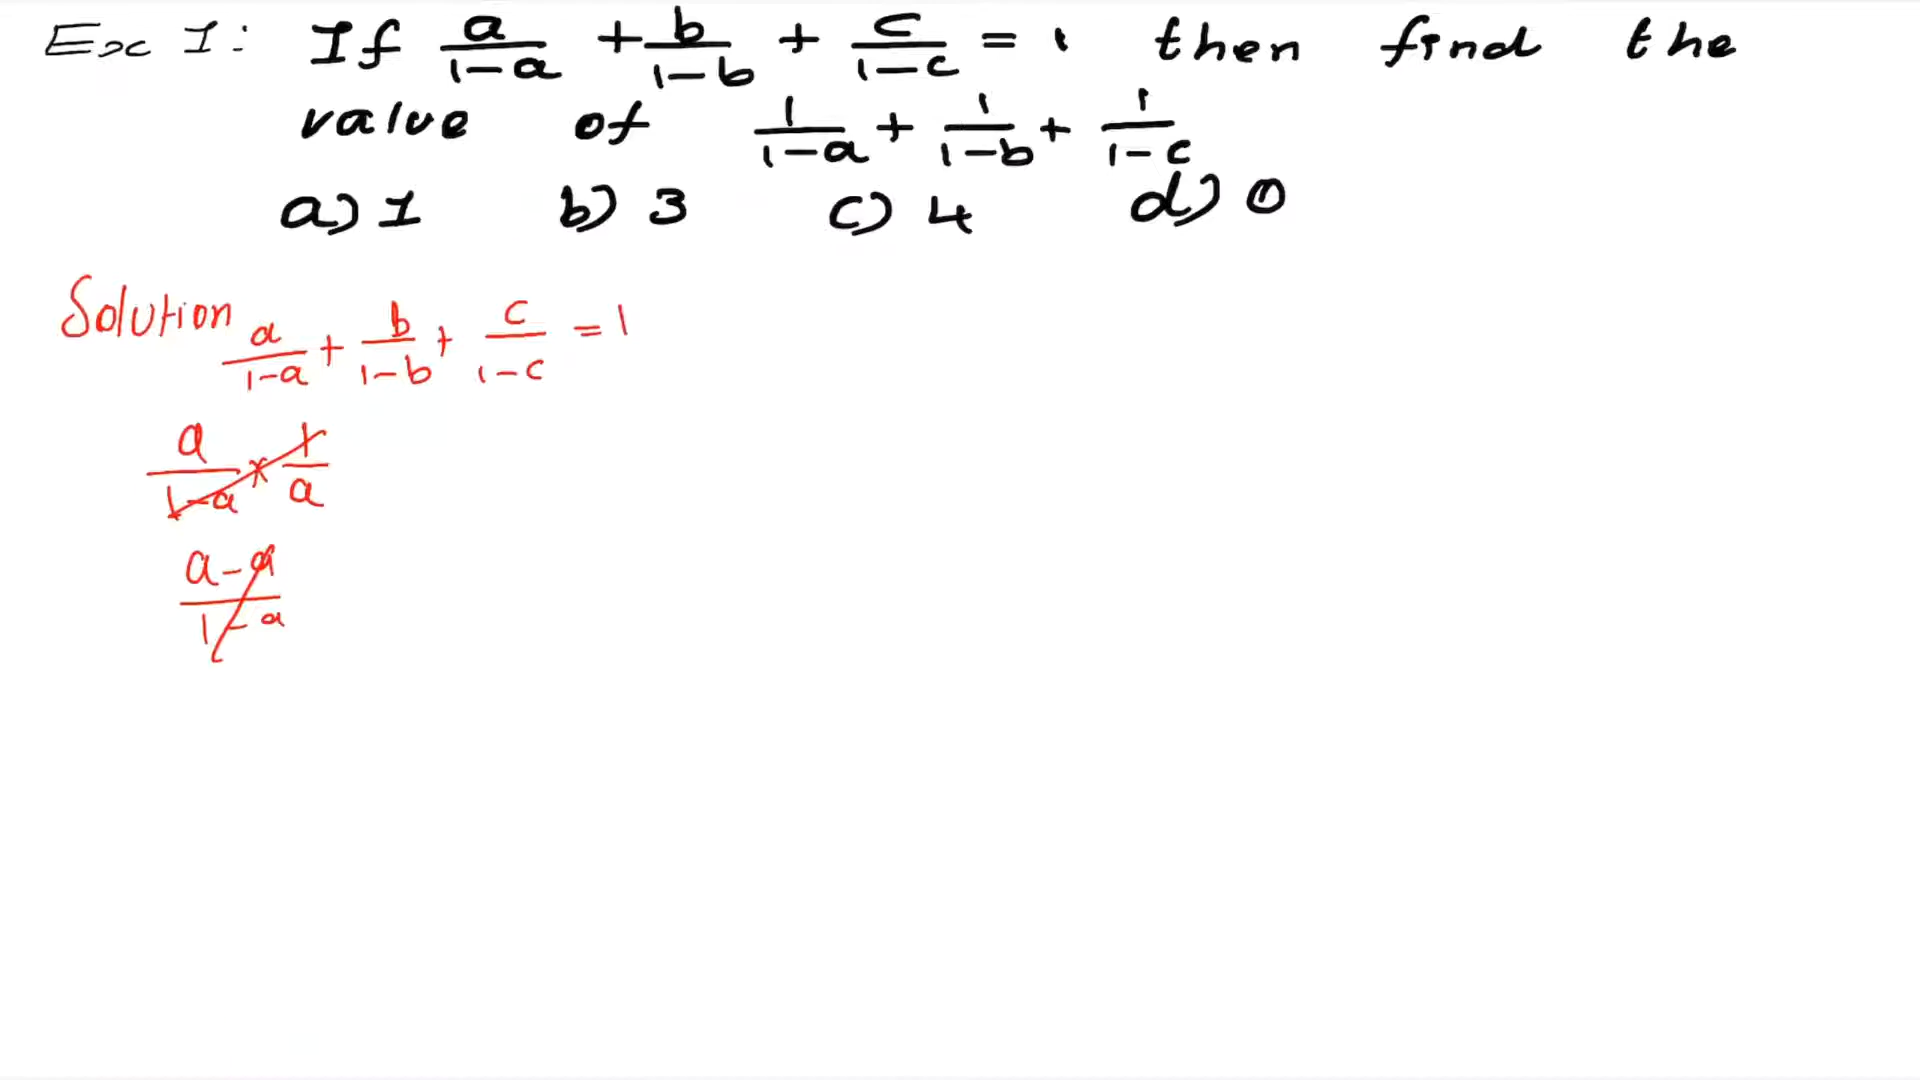 Exc 1: If a/1-a + b/1-b + c/1-c = 1 then find the
value of 1/1-a + 1/1-b + 1/1-c
a) 1 b) 3 c) 4 d) 0
Solution a/1-a + b/1-b + c/1-c = 1
a/1-a × 1/a
a-a/1-a